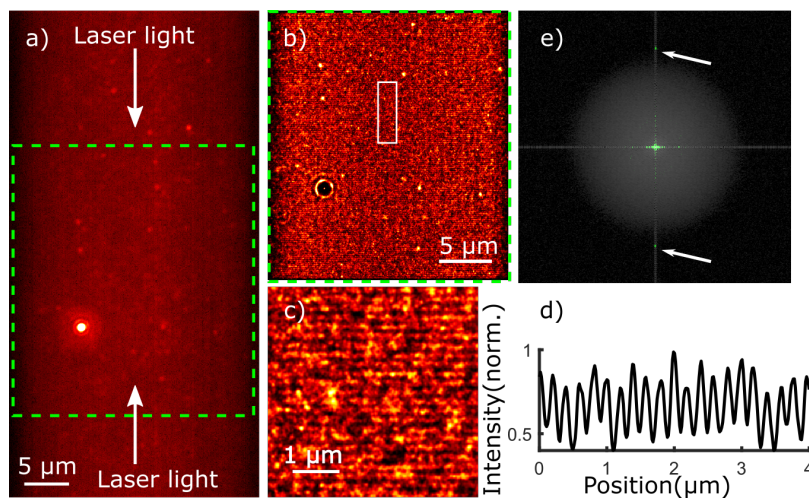 a)
Laser light
Laser light
5 μm
b)
5 μm
c)
1 μm
e)
d)
Intensity(norm.)
1
0.5
0
1
2
3
4
Position(μm)